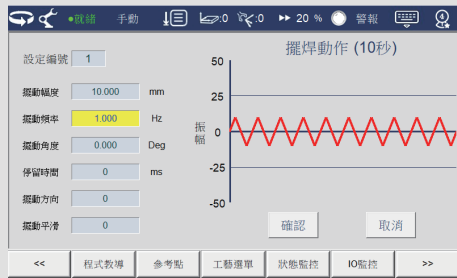 ●就緒 手動 :0 :0 20 % 警報 4
設定編號 1
擺焊動作 (10秒)
擺動幅度 10.000 mm
擺動頻率 1.000 Hz
擺動角度 0.000 Deg
停留時間 0 ms
擺動方向 0
擺動平滑 0
振幅
50
25
0
-25
-50
確認 取消
<< 程式教導 參考點 工藝選單 狀態監控 IO監控 >>